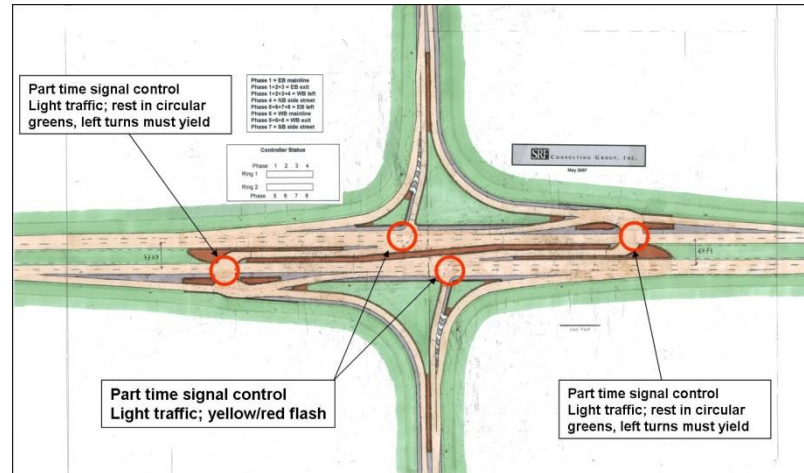 Part time signal control
Light traffic; rest in circular
greens, left turns must yield
Phase 1 = EB mainline
Phase 1+2+3 = EB exit
Phase 1+2+3+4 = WB left
Phase 4 = NB side street
Phase 5+6+7+8 = EB left
Phase 5 = WB mainline
Phase 5+6+8 = WB exit
Phase 7 = SB side street
Controller Status
Phase 1 2 3 4
Ring 1
Ring 2
Phase 5 6 7 8
SRF CONSULTING GROUP, INC.
May 2007
Part time signal control
Light traffic; yellow/red flash
Part time signal control
Light traffic; rest in circular
greens, left turns must yield